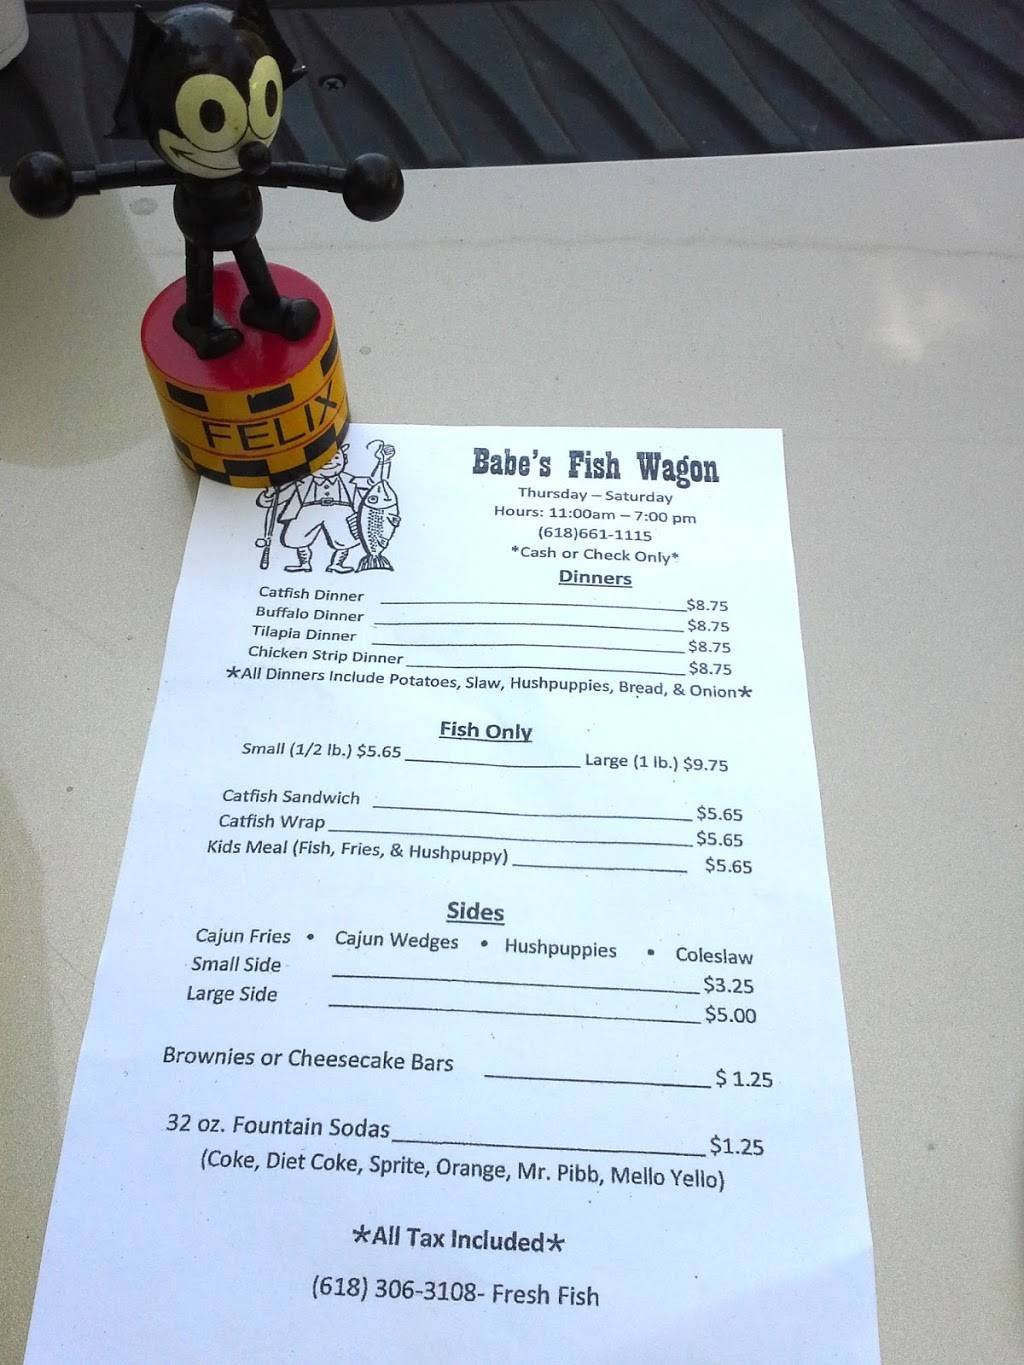 FELIX
Babe's Fish Wagon
Thursday – Saturday
Hours: 11:00am – 7:00 pm
(618)661-1115
*Cash or Check Only*
Dinners
Catfish Dinner $8.75
Buffalo Dinner $8.75
Tilapia Dinner $8.75
Chicken Strip Dinner $8.75
*All Dinners Include Potatoes, Slaw, Hushpuppies, Bread, & Onion*
Fish Only
Small (1/2 lb.) $5.65 Large (1 lb.) $9.75
Catfish Sandwich $5.65
Catfish Wrap $5.65
Kids Meal (Fish, Fries, & Hushpuppy) $5.65
Sides
Cajun Fries • Cajun Wedges • Hushpuppies • Coleslaw
Small Side $3.25
Large Side $5.00
Brownies or Cheesecake Bars $ 1.25
32 oz. Fountain Sodas $1.25
(Coke, Diet Coke, Sprite, Orange, Mr. Pibb, Mello Yello)
*All Tax Included*
(618) 306-3108- Fresh Fish